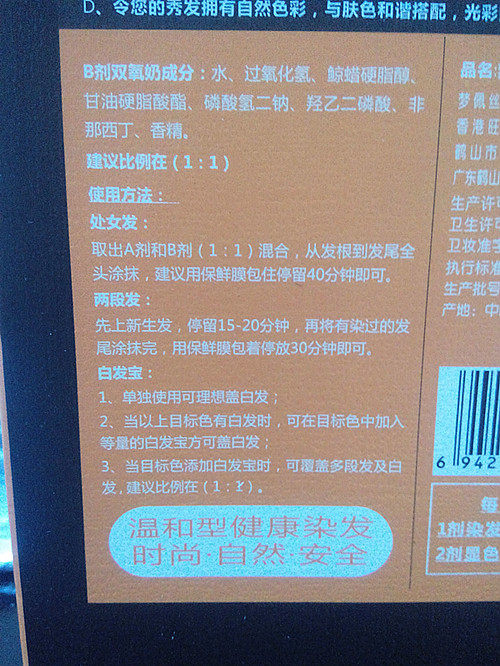 D、令您的秀发拥有自然色彩，与肤色和谐搭配，光彩
B剂双氧奶成分：水、过氧化氢、鲸蜡硬脂醇、
甘油硬脂酸酯、磷酸氢二钠、羟乙二磷酸、非
那西丁、香精。
建议比例在（1：1）
使用方法：
处女发：
取出A剂和B剂（1：1）混合，从发根到发尾全
头涂抹，建议用保鲜膜包住停留40分钟即可。
两段发：
先上新生发，停留15-20分钟，再将有染过的发
尾涂抹完，用保鲜膜包着停放30分钟即可。
白发宝：
1、单独使用可理想盖白发；
2、当以上目标色有白发时，可在目标色中加入
等量的白发宝方可盖白发；
3、当目标色添加白发宝时，可覆盖多段发及白
发，建议比例在（1：1）。
温和型健康染发
时尚·自然·安全
品名
梦佩丝
香港旺
鹤山市
广东鹤山
生产许可
卫生许可
卫妆准字
执行标准
生产批号
产地：中
6 942
每
1剂染发
2剂显色